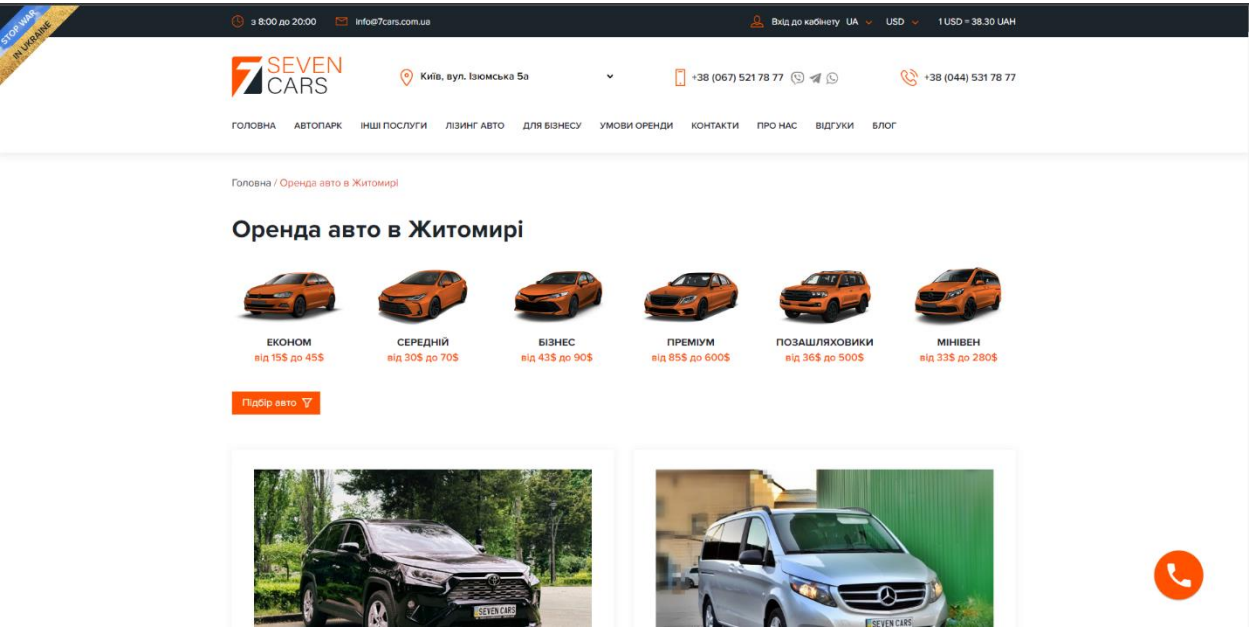 STOP WAR
IN UKRAINE
з 8:00 до 20:00 info@7cars.com.ua Вхід до кабінету UA USD 1 USD = 38.30 UAH
7 SEVEN CARS
Київ, вул. Ізюмська 5а +38 (067) 521 78 77 +38 (044) 531 78 77
ГОЛОВНА АВТОПАРК ІНШІ ПОСЛУГИ ЛІЗИНГ АВТО ДЛЯ БІЗНЕСУ УМОВИ ОРЕНДИ КОНТАКТИ ПРО НАС ВІДГУКИ БЛОГ
Головна / Оренда авто в Житомирі
Оренда авто в Житомирі
ЕКОНОМ СЕРЕДНІЙ БІЗНЕС ПРЕМІУМ ПОЗАШЛЯХОВИКИ МІНІВЕН
від 15$ до 45$ від 30$ до 70$ від 43$ до 90$ від 85$ до 600$ від 36$ до 500$ від 33$ до 280$
Підбір авто
SEVEN CARS SEVEN CARS